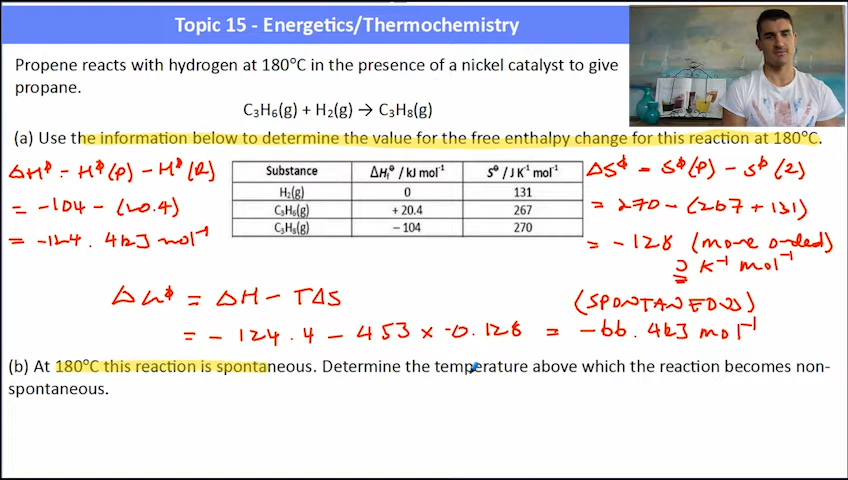 Topic 15 - Energetics/Thermochemistry
Propene reacts with hydrogen at 180°C in the presence of a nickel catalyst to give
propane.
C₃H₆(g) + H₂(g) → C₃H₈(g)
(a) Use the information below to determine the value for the free enthalpy change for this reaction at 180°C.
ΔH⦵ = H⦵(P) - H⦵(R)
= -104 - (20.4)
= -124.4 kJ mol⁻¹
Substance ΔHf⦵ / kJ mol⁻¹ S⦵ / J K⁻¹ mol⁻¹
H₂(g) 0 131
C₃H₆(g) + 20.4 267
C₃H₈(g) − 104 270
ΔS⦵ = S⦵(P) - S⦵(R)
= 270 - (267 + 131)
= -128 (more ordered)
J K⁻¹ mol⁻¹
ΔG⦵ = ΔH - TΔS
(SPONTANEOUS)
= - 124.4 - 453 × -0.128 = -66.4 kJ mol⁻¹
(b) At 180°C this reaction is spontaneous. Determine the temperature above which the reaction becomes non-
spontaneous.